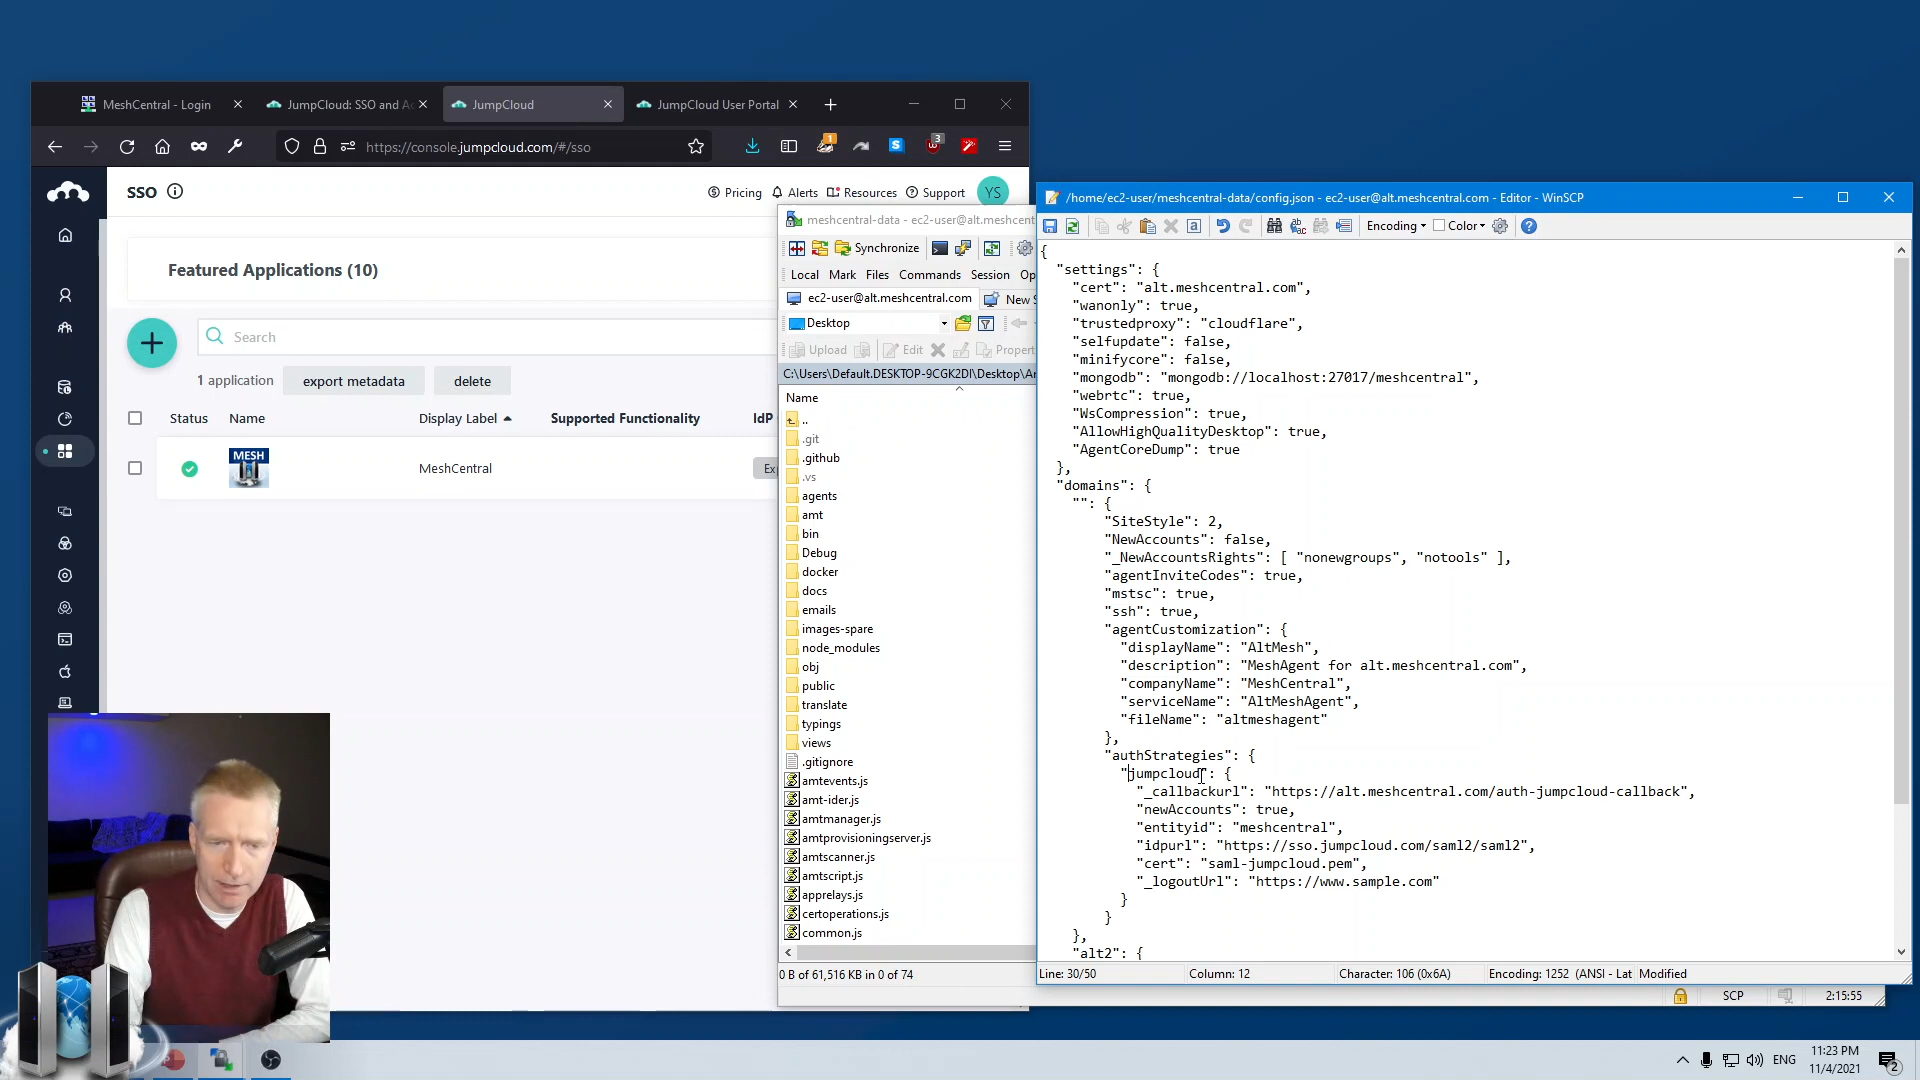 MeshCentral - Login
JumpCloud: SSO and Ac
JumpCloud
JumpCloud User Portal
https://console.jumpcloud.com/#/sso
1
3
SSO
Pricing
Alerts
Resources
Support
YS
Featured Applications (10)
Search
1 application
export metadata
delete
Status
Name
Display Label
Supported Functionality
IdP
MESH
MeshCentral
Exp
meshcentral-data - ec2-user@alt.meshcent
Synchronize
Local Mark Files Commands Session Op
ec2-user@alt.meshcentral.com
New S
Desktop
Upload
Edit
Propert
C:\Users\Default.DESKTOP-9CGK2DI\Desktop\Ar
Name
..
.git
.github
.vs
agents
amt
bin
Debug
docker
docs
emails
images-spare
node_modules
obj
public
translate
typings
views
.gitignore
amtevents.js
amt-ider.js
amtmanager.js
amtprovisioningserver.js
amtscanner.js
amtscript.js
apprelays.js
certoperations.js
common.js
0 B of 61,516 KB in 0 of 74
/home/ec2-user/meshcentral-data/config.json - ec2-user@alt.meshcentral.com - Editor - WinSCP
Encoding
Color
{
"settings": {
"cert": "alt.meshcentral.com",
"wanonly": true,
"trustedproxy": "cloudflare",
"selfupdate": false,
"minifycore": false,
"mongodb": "mongodb://localhost:27017/meshcentral",
"webrtc": true,
"WsCompression": true,
"AllowHighQualityDesktop": true,
"AgentCoreDump": true
},
"domains": {
"": {
"SiteStyle": 2,
"NewAccounts": false,
"_NewAccountsRights": [ "nonewgroups", "notools" ],
"agentInviteCodes": true,
"mstsc": true,
"ssh": true,
"agentCustomization": {
"displayName": "AltMesh",
"description": "MeshAgent for alt.meshcentral.com",
"companyName": "MeshCentral",
"serviceName": "AltMeshAgent",
"fileName": "altmeshagent"
},
"authStrategies": {
"jumpcloud": {
"_callbackurl": "https://alt.meshcentral.com/auth-jumpcloud-callback",
"newAccounts": true,
"entityid": "meshcentral",
"idpurl": "https://sso.jumpcloud.com/saml2/saml2",
"cert": "saml-jumpcloud.pem",
"_logoutUrl": "https://www.sample.com"
}
}
},
"alt2": {
Line: 30/50
Column: 12
Character: 106 (0x6A)
Encoding: 1252 (ANSI - Lat
Modified
SCP
2:15:55
ENG
11:23 PM
11/4/2021
2